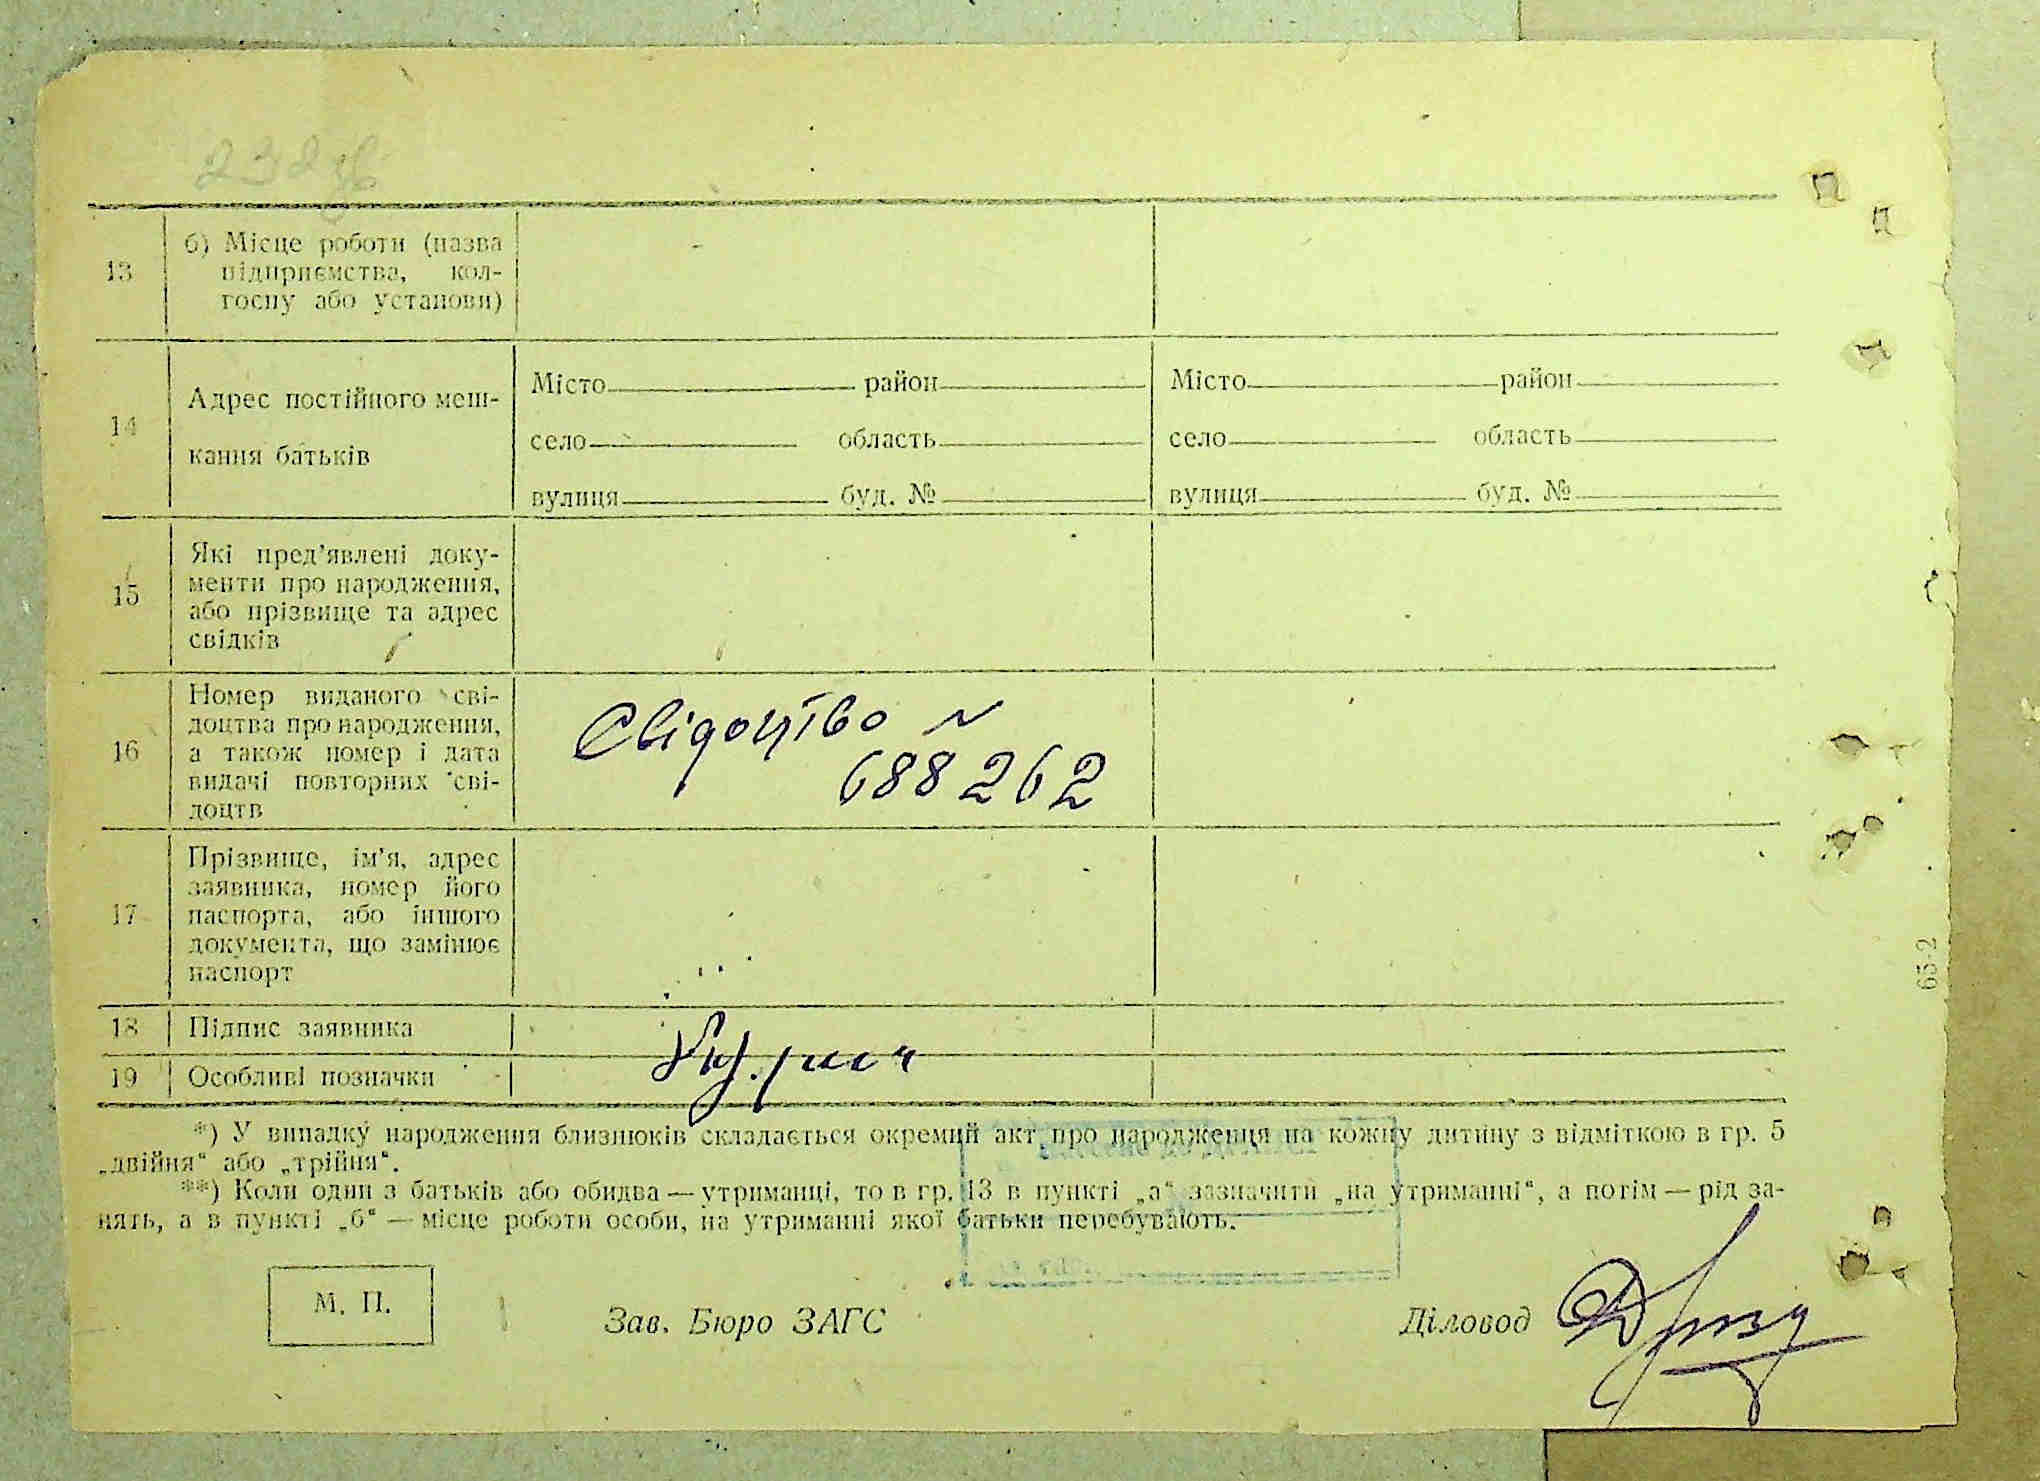 232зв
13
б) Місце роботи (назва
підприємства, кол-
госпу або установи)
14
Адрес постійного меш-
кання батьків
Місто район
село область
вулиця буд. №
Місто район
село область
вулиця буд. №
15
Які пред’явлені доку-
менти про народження,
або прізвище та адрес
свідків
16
Номер виданого сві-
доцтва про народження,
а також номер і дата
видачі повторних сві-
доцтв
Свідоцтво №
688262
17
Прізвище, ім’я, адрес
заявника, номер його
паспорта, або іншого
документа, що замінює
паспорт
18 Підпис заявника
19 Особливі позначки
65-2
*) У випадку народження близнюків складається окремий акт про народження на кожну дитину з відміткою в гр. 5
„двійня“ або „трійня“.
**) Коли один з батьків або обидва — утриманці, то в гр. 13 в пункті „а“ зазначити „на утриманні“, а потім — рід за-
нять, а в пункті „б“ — місце роботи особи, на утриманні якої батьки перебувають.
М. П.
Зав. Бюро ЗАГС
Діловод